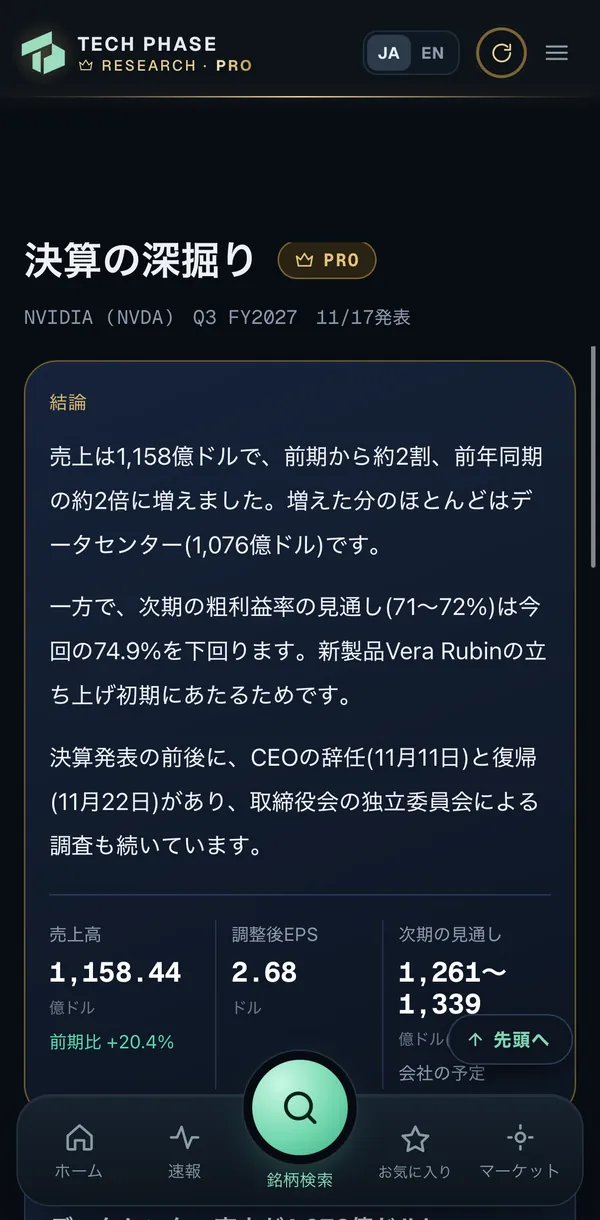 TECH PHASE
RESEARCH · PRO
JA EN
決算の深掘り PRO
NVIDIA (NVDA) Q3 FY2027 11/17発表
結論
売上は1,158億ドルで、前期から約2割、前年同期
の約2倍に増えました。増えた分のほとんどはデ
ータセンター(1,076億ドル)です。
一方で、次期の粗利益率の見通し(71〜72%)は今
回の74.9%を下回ります。新製品Vera Rubinの立
ち上げ初期にあたるためです。
決算発表の前後に、CEOの辞任(11月11日)と復帰
(11月22日)があり、取締役会の独立委員会による
調査も続いています。
売上高
1,158.44
億ドル
前期比 +20.4%
調整後EPS
2.68
ドル
次期の見通し
1,261〜
1,339
億ドル(
会社の予定
↑ 先頭へ
ホーム
速報
銘柄検索
お気に入り
マーケット